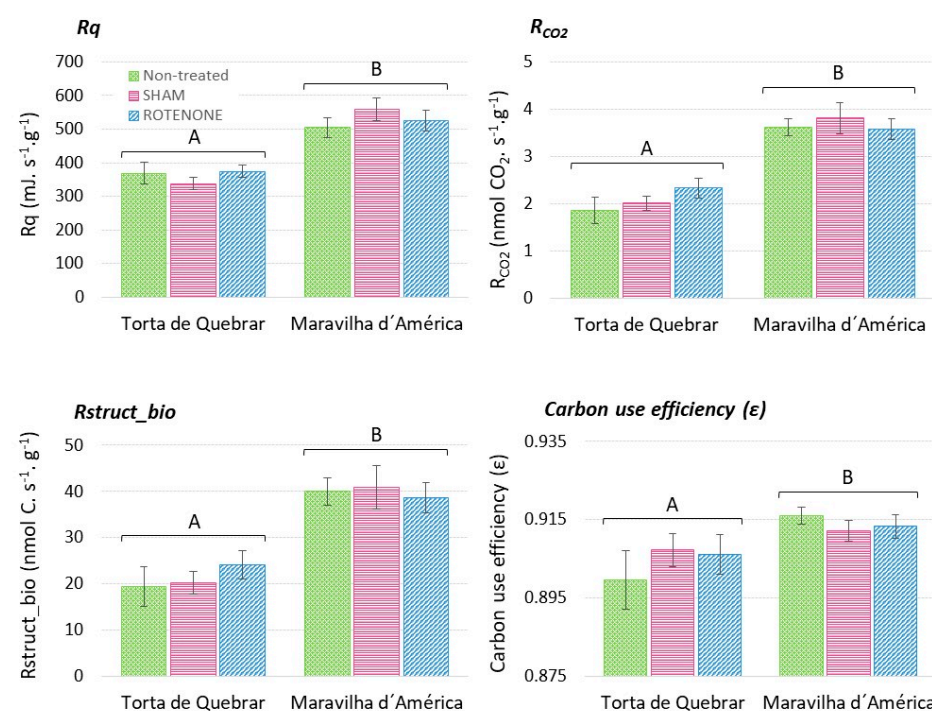 Rq
Rq (mJ. s⁻¹.g⁻¹)
700
600
500
400
300
200
100
0
Non-treated
SHAM
ROTENONE
A
B
Torta de Quebrar Maravilha d´América
R_CO2
R_CO2 (nmol CO₂. s⁻¹.g⁻¹)
5
4
3
2
1
0
A
B
Torta de Quebrar Maravilha d´América
Rstruct_bio
Rstruct_bio (nmol C. s⁻¹. g⁻¹)
50
40
30
20
10
0
A
B
Torta de Quebrar Maravilha d´América
Carbon use efficiency (ε)
Carbon use efficiency (ε)
0.935
0.915
0.895
0.875
A
B
Torta de Quebrar Maravilha d´América